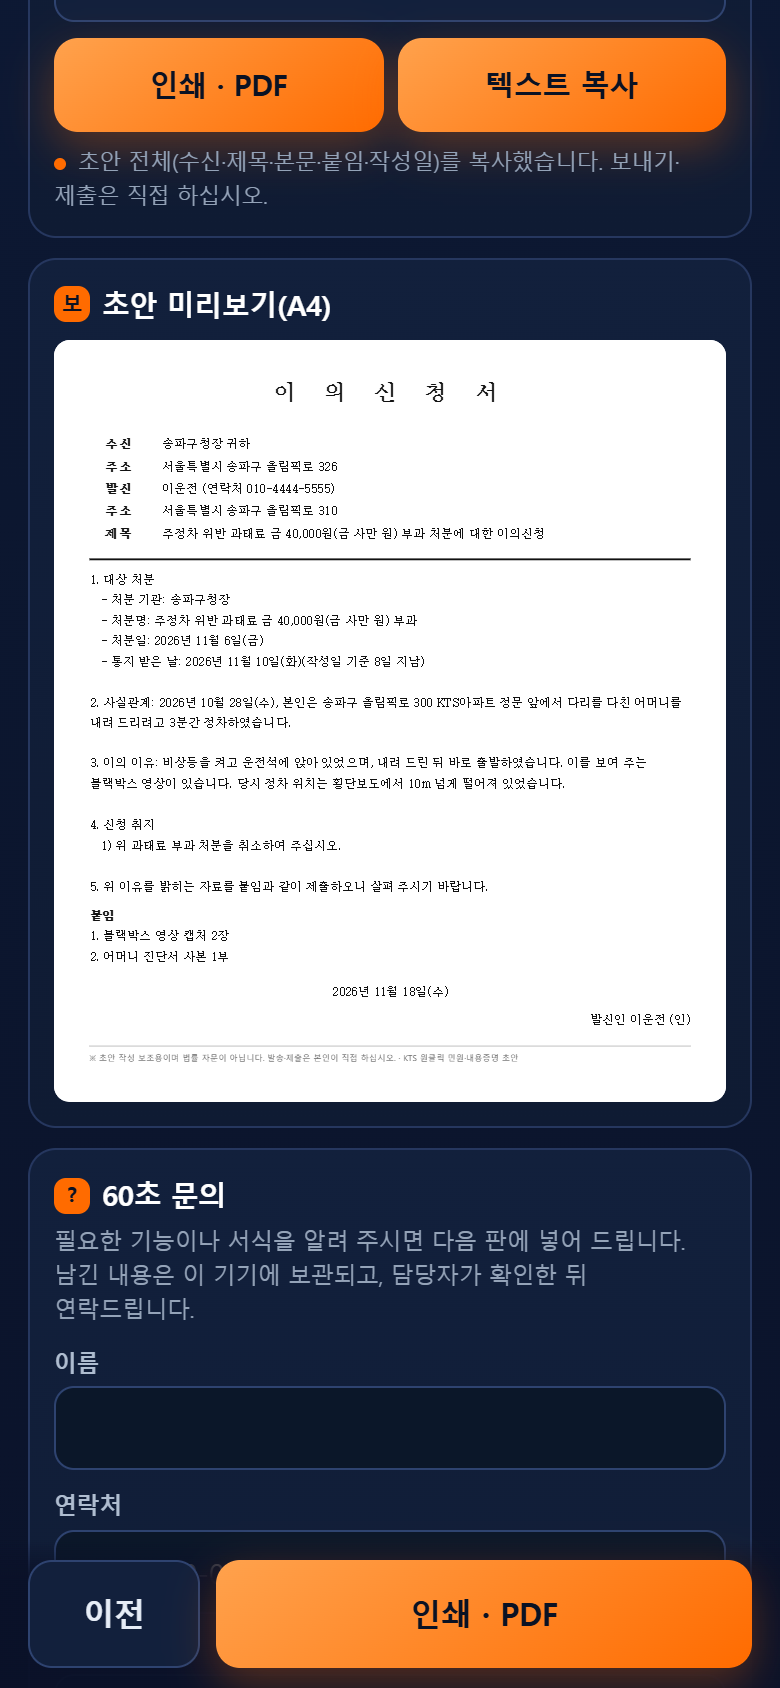 인쇄 · PDF
텍스트 복사
초안 전체(수신·제목·본문·붙임·작성일)를 복사했습니다. 보내기·
제출은 직접 하십시오.
보
초안 미리보기(A4)
이 의 신 청 서
수신 송파구청장 귀하
주소 서울특별시 송파구 올림픽로 326
발신 이운전 (연락처 010-4444-5555)
주소 서울특별시 송파구 올림픽로 310
제목 주정차 위반 과태료 금 40,000원(금 사만 원) 부과 처분에 대한 이의신청
1. 대상 처분
- 처분 기관: 송파구청장
- 처분명: 주정차 위반 과태료 금 40,000원(금 사만 원) 부과
- 처분일: 2026년 11월 6일(금)
- 통지 받은 날: 2026년 11월 10일(화)(작성일 기준 8일 지남)
2. 사실관계: 2026년 10월 28일(수), 본인은 송파구 올림픽로 300 KTS아파트 정문 앞에서 다리를 다친 어머니를
내려 드리려고 3분간 정차하였습니다.
3. 이의 이유: 비상등을 켜고 운전석에 앉아 있었으며, 내려 드린 뒤 바로 출발하였습니다. 이를 보여 주는
블랙박스 영상이 있습니다. 당시 정차 위치는 횡단보도에서 10m 넘게 떨어져 있었습니다.
4. 신청 취지
1) 위 과태료 부과 처분을 취소하여 주십시오.
5. 위 이유를 밝히는 자료를 붙임과 같이 제출하오니 살펴 주시기 바랍니다.
붙임
1. 블랙박스 영상 캡처 2장
2. 어머니 진단서 사본 1부
2026년 11월 18일(수)
발신인 이운전 (인)
※ 초안 작성 보조용이며 법률 자문이 아닙니다. 발송·제출은 본인이 직접 하십시오. · KTS 원클릭 민원·내용증명 초안
?
60초 문의
필요한 기능이나 서식을 알려 주시면 다음 판에 넣어 드립니다.
남긴 내용은 이 기기에 보관되고, 담당자가 확인한 뒤
연락드립니다.
이름
연락처
이전
인쇄 · PDF